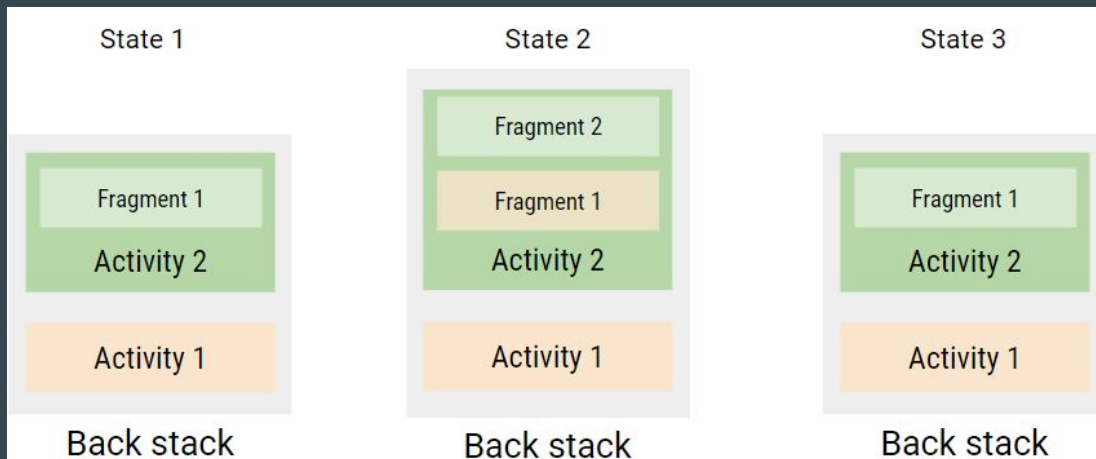 State 1
State 2
State 3
Fragment 1
Activity 2
Activity 1
Back stack
Fragment 2
Fragment 1
Activity 2
Activity 1
Back stack
Fragment 1
Activity 2
Activity 1
Back stack